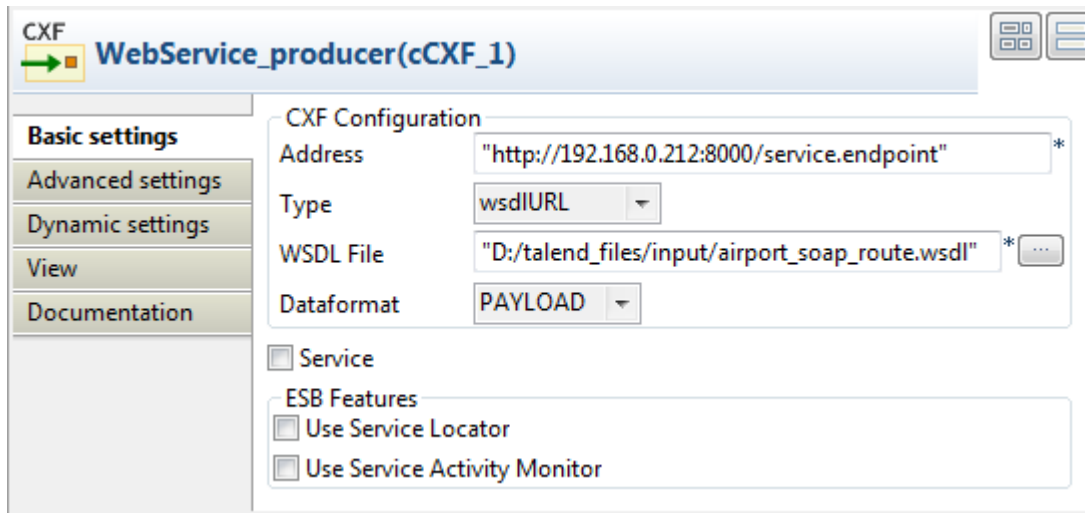 CXF
WebService_producer(cCXF_1)
Basic settings
Advanced settings
Dynamic settings
View
Documentation
CXF Configuration
Address "http://192.168.0.212:8000/service.endpoint" *
Type wsdlURL
WSDL File "D:/talend_files/input/airport_soap_route.wsdl" * ...
Dataformat PAYLOAD
Service
ESB Features
Use Service Locator
Use Service Activity Monitor